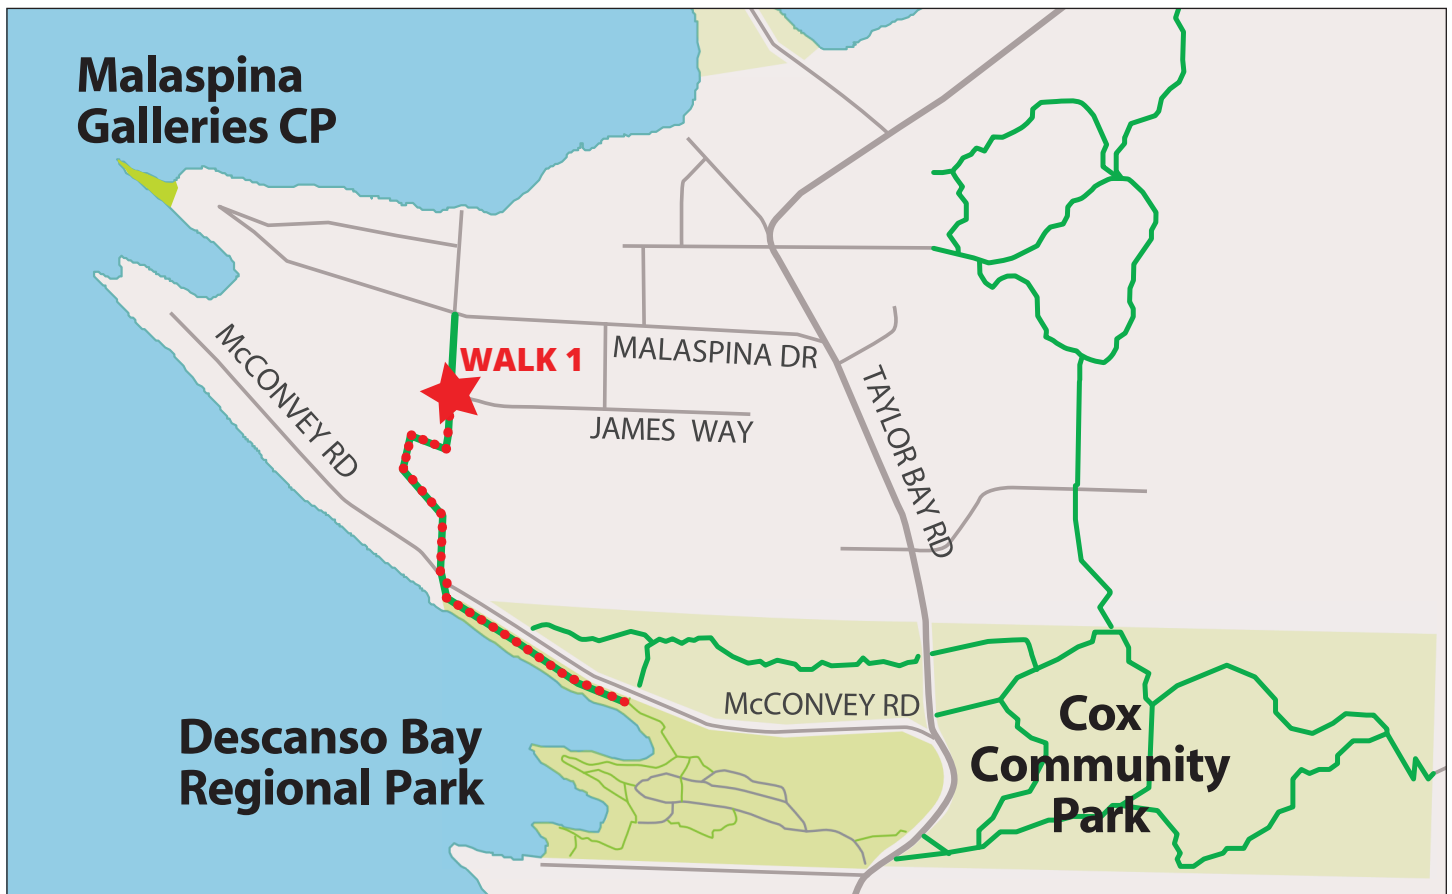 Malaspina
Galleries CP
WALK 1
MALASPINA DR
McCONVEY RD
JAMES WAY
TAYLOR BAY RD
McCONVEY RD
Descanso Bay
Regional Park
Cox
Community
Park